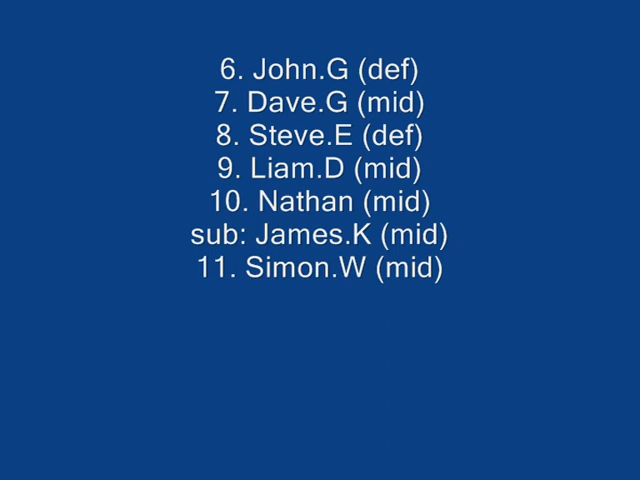 6. John.G (def)
7. Dave.G (mid)
8. Steve.E (def)
9. Liam.D (mid)
10. Nathan (mid)
sub: James.K (mid)
11. Simon.W (mid)